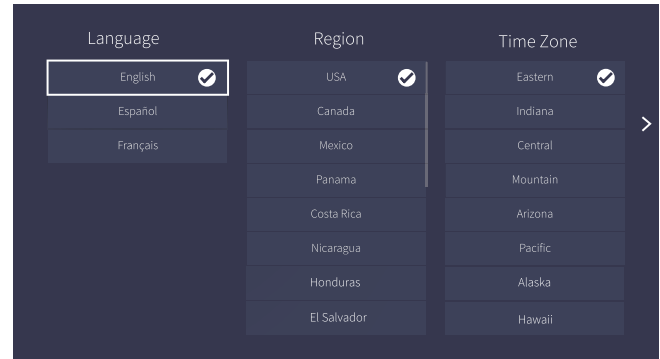 Language
English
Español
Français
Region
USA
Canada
Mexico
Panama
Costa Rica
Nicaragua
Honduras
El Salvador
Time Zone
Eastern
Indiana
Central
Mountain
Arizona
Pacific
Alaska
Hawaii